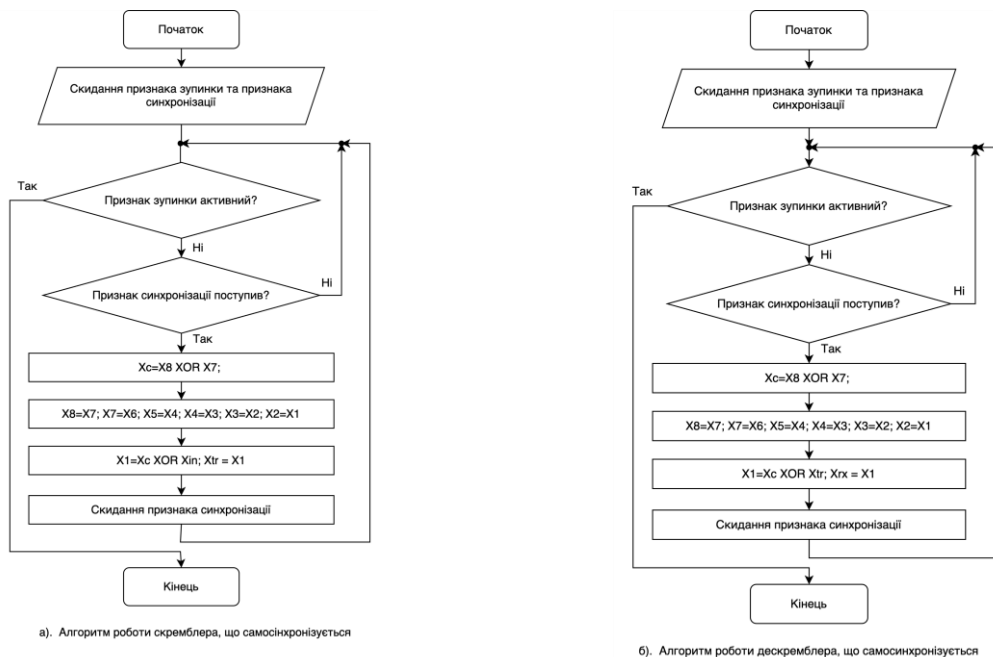 Початок
Скидання признака зупинки та признака
синхронізації
Так
Признак зупинки активний?
Ні
Признак синхронізації поступив?
Ні
Так
Xc=X8 XOR X7;
X8=X7; X7=X6; X5=X4; X4=X3; X3=X2; X2=X1
X1=Xc XOR Xin; Xtr = X1
Скидання признака синхронізації
Кінець
а). Алгоритм роботи скремблера, що самосінхронізується
Початок
Скидання признака зупинки та признака
синхронізації
Так
Признак зупинки активний?
Ні
Признак синхронізації поступив?
Ні
Так
Xc=X8 XOR X7;
X8=X7; X7=X6; X5=X4; X4=X3; X3=X2; X2=X1
X1=Xc XOR Xtr; Xrx = X1
Скидання признака синхронізації
Кінець
б). Алгоритм роботи дескремблера, що самосинхронізується